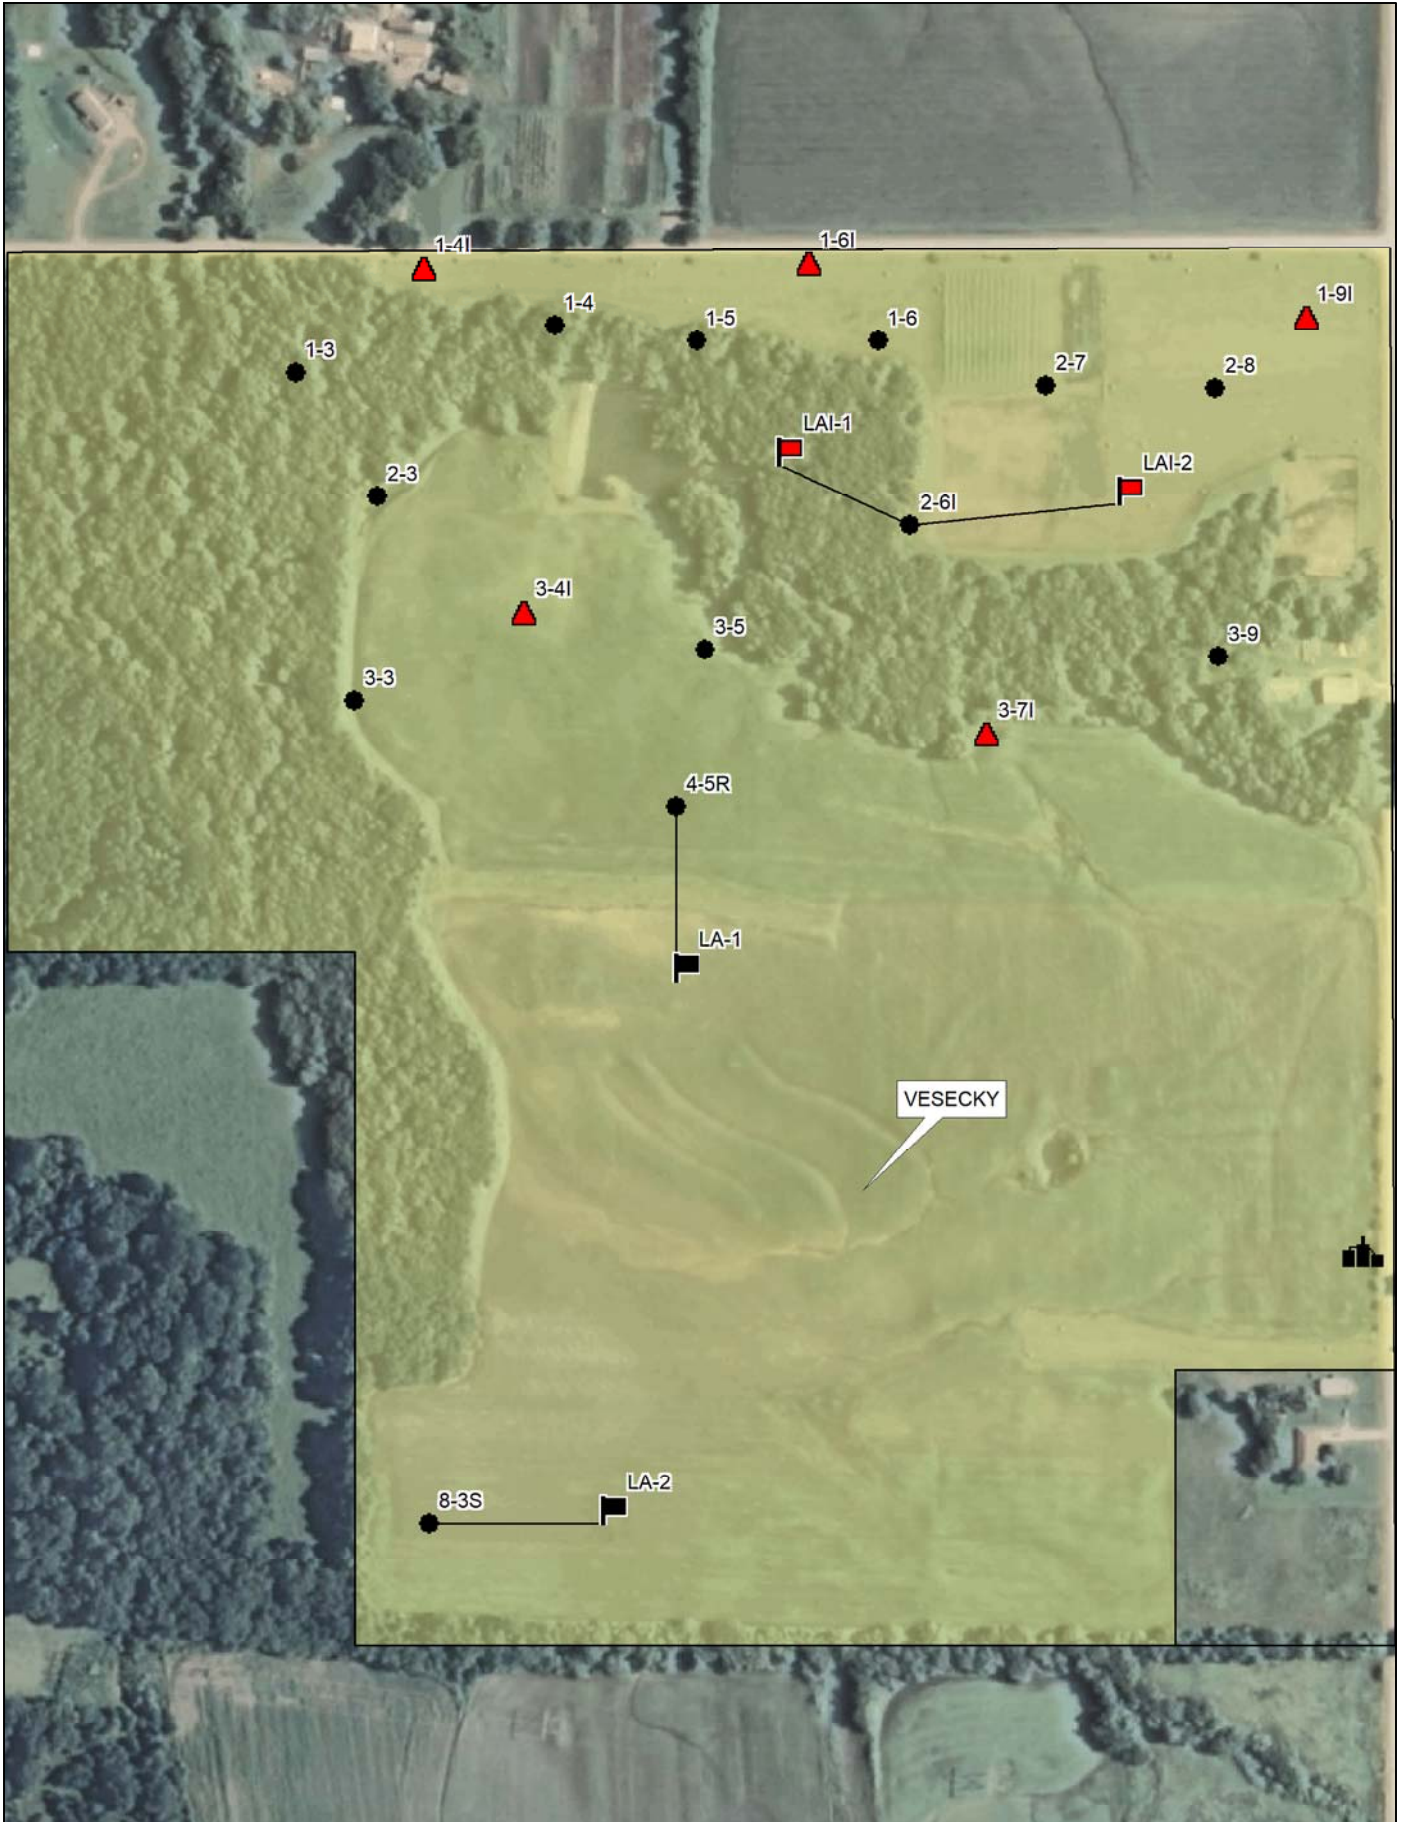 1-4I
1-6I
1-9I
1-4
1-5
1-6
1-3
2-7
2-8
LAI-1
LAI-2
2-3
2-6I
3-4I
3-5
3-9
3-3
3-7I
4-5R
LA-1
VESECKY
LA-2
8-3S